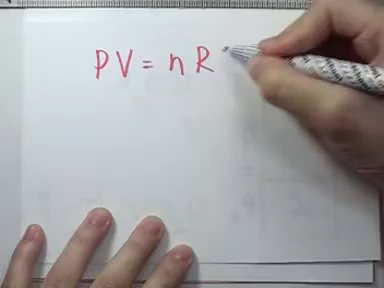 PV = nR